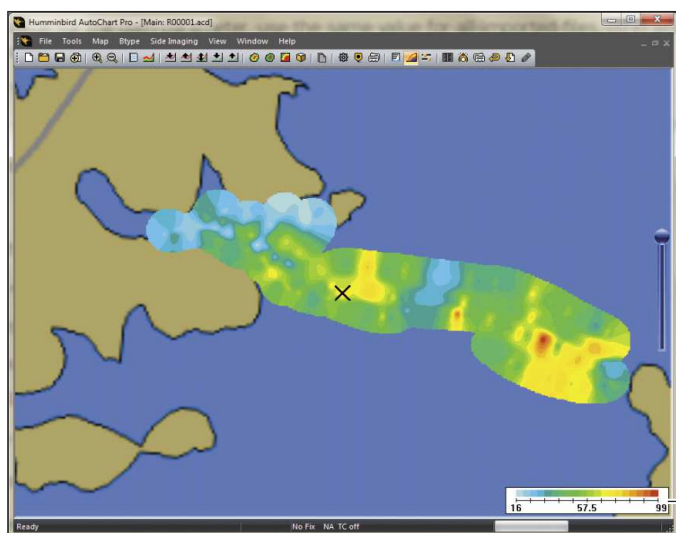 Humminbird AutoChart Pro - [Main: R00001.acd]
File Tools Map Btype Side Imaging View Window Help
16 57.5 99
Ready No Fix NA TC off